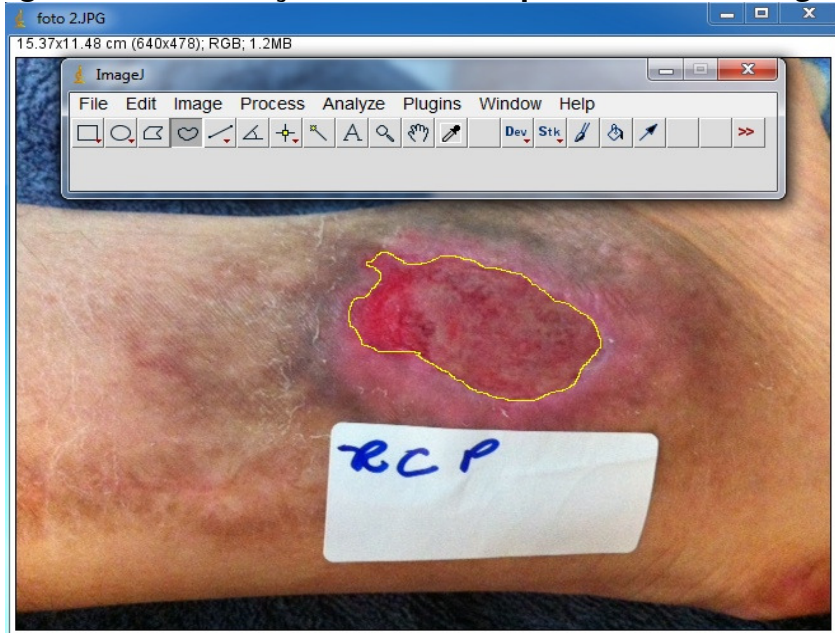 foto 2.JPG
15.37x11.48 cm (640x478); RGB; 1.2MB
ImageJ
File Edit Image Process Analyze Plugins Window Help
A Dev Stk >>
RCP